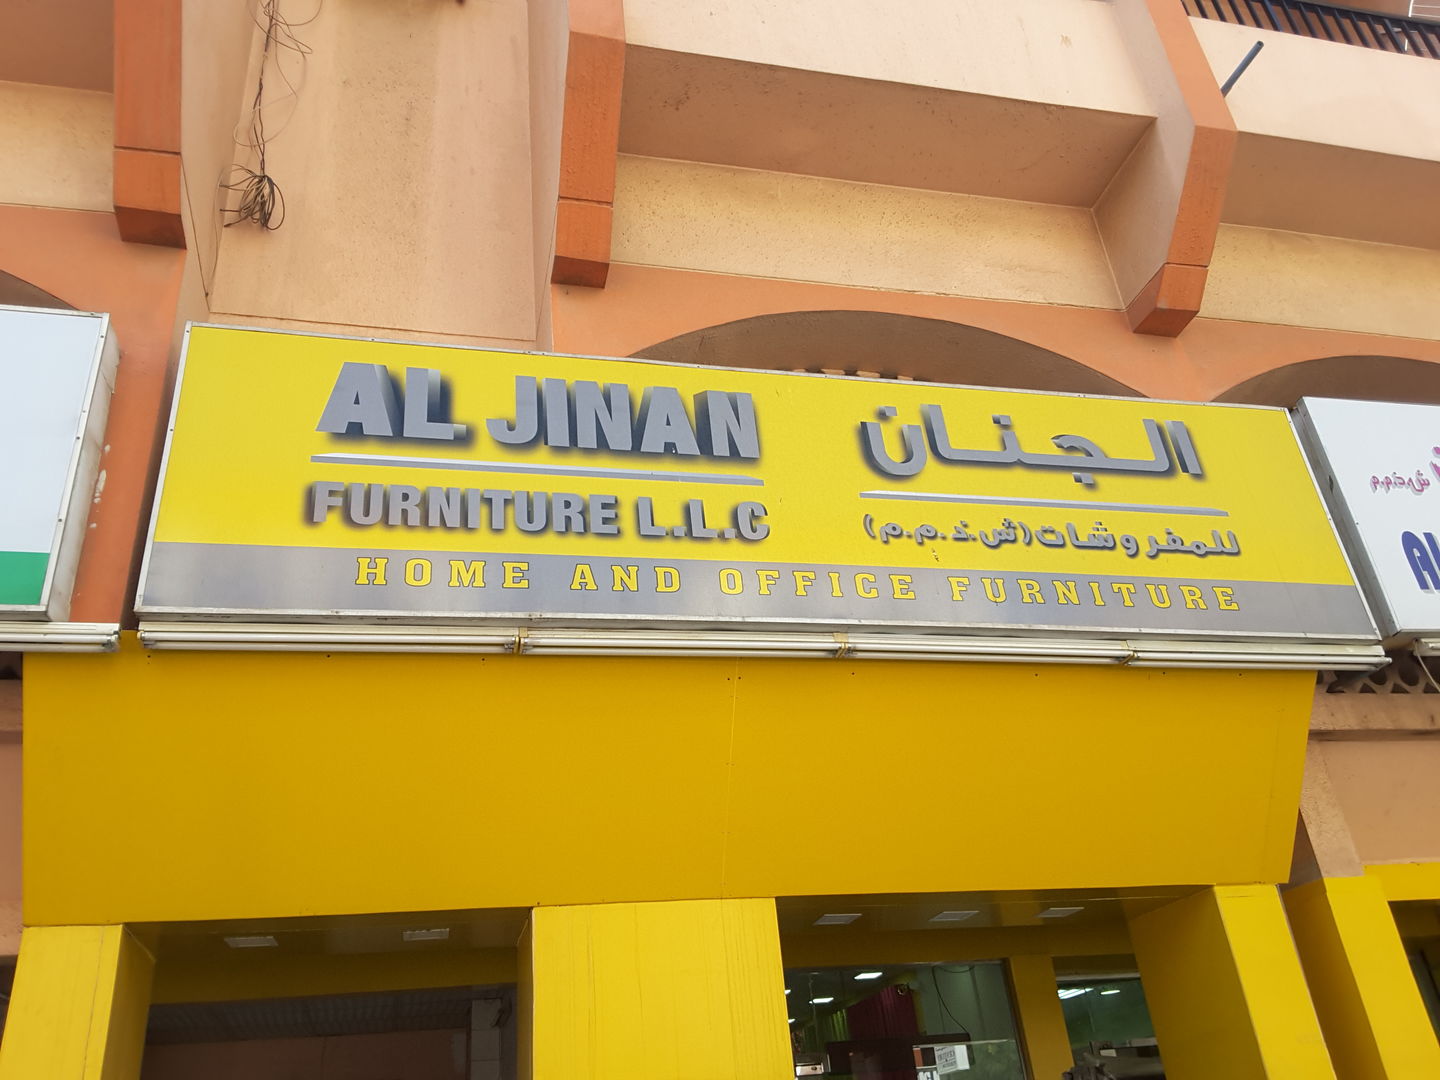 AL JINAN
FURNITURE L.L.C
الجنان
للمفروشات (ش.ذ.م.م)
HOME AND OFFICE FURNITURE
ش.ذ.م.م